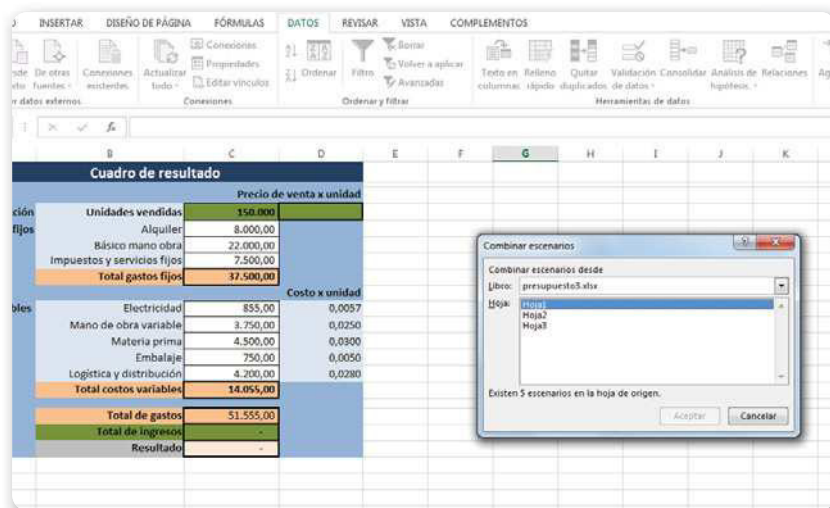 INSERTAR DISEÑO DE PÁGINA FÓRMULAS DATOS REVISAR VISTA COMPLEMENTOS
Conexiones
Propiedades
Editar vínculos
De otras fuentes
Conexiones existentes
Actualizar todo
Ordenar
Filtro
Borrar
Volver a aplicar
Avanzadas
Texto en columnas
Relleno rápido
Quitar duplicados
Validación de datos
Consolidar
Análisis de hipótesis
Relaciones
r datos externos Conexiones Ordenar y filtrar Herramientas de datos
fx
B C D E F G H I J K
Cuadro de resultado
Precio de venta x unidad
ción Unidades vendidas 150.000
fijos Alquiler 8.000,00
Básico mano obra 22.000,00
Impuestos y servicios fijos 7.500,00
Total gastos fijos 37.500,00
Costo x unidad
bles Electricidad 855,00 0,0057
Mano de obra variable 3.750,00 0,0250
Materia prima 4.500,00 0,0300
Embalaje 750,00 0,0050
Logística y distribución 4.200,00 0,0280
Total costos variables 14.055,00
Total de gastos 51.555,00
Total de ingresos -
Resultado -
Combinar escenarios
Combinar escenarios desde
Libro: presupuesto3.xlsx
Hoja: Hoja1
Hoja2
Hoja3
Existen 5 escenarios en la hoja de origen.
Aceptar Cancelar